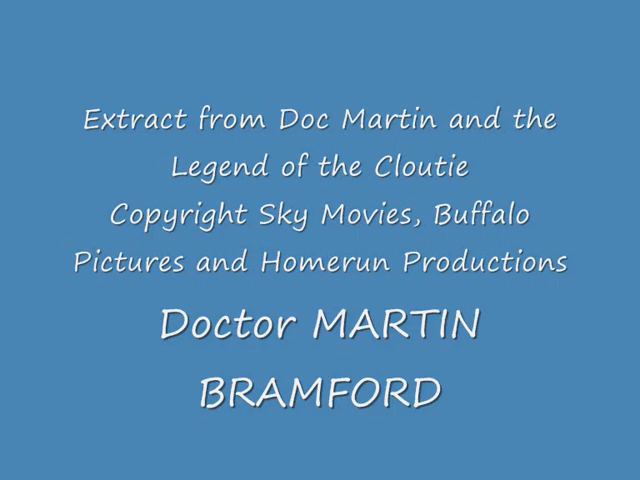 Extract from Doc Martin and the
Legend of the Cloutie
Copyright Sky Movies, Buffalo
Pictures and Homerun Productions
Doctor MARTIN
BRAMFORD